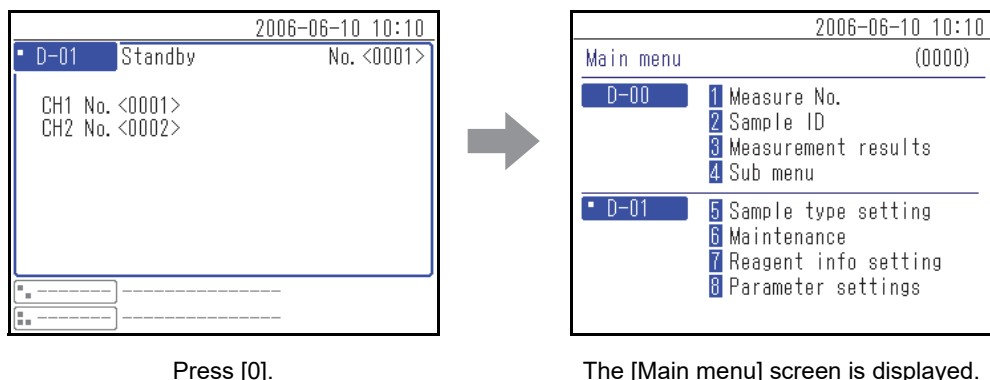 2006-06-10 10:10
D-01 Standby No.<0001>
CH1 No.<0001>
CH2 No.<0002>
------- ---------------
------- ---------------
Press [0].
2006-06-10 10:10
Main menu (0000)
D-00 1 Measure No.
2 Sample ID
3 Measurement results
4 Sub menu
D-01 5 Sample type setting
6 Maintenance
7 Reagent info setting
8 Parameter settings
The [Main menu] screen is displayed.